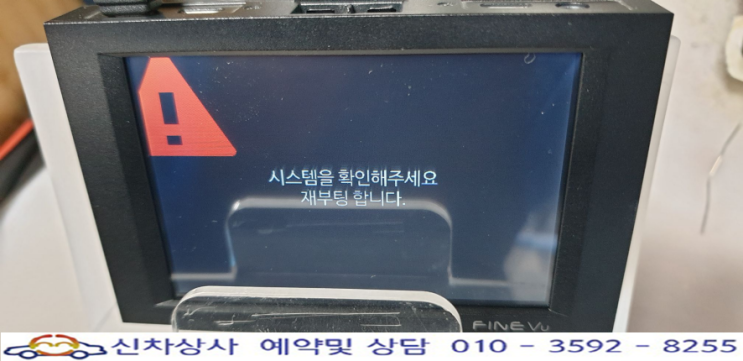 시스템을 확인해주세요
재부팅 합니다.
FINEVu
신차상사 예약및 상담 010 - 3592 - 8255